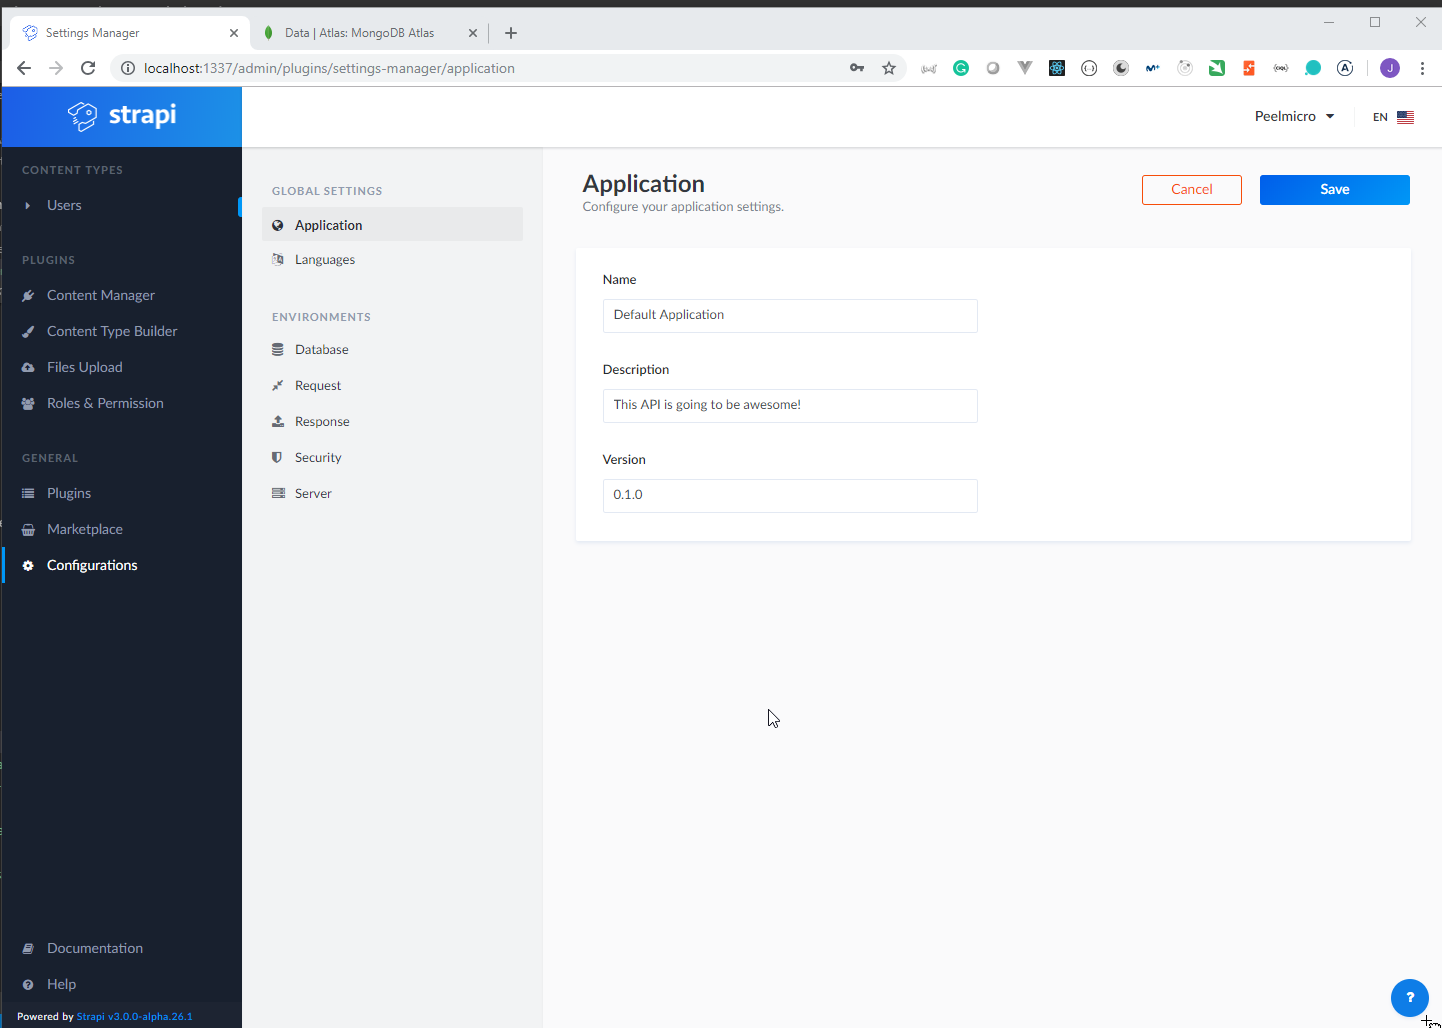 Settings Manager
Data | Atlas: MongoDB Atlas
localhost:1337/admin/plugins/settings-manager/application
J
strapi
Peelmicro
EN
CONTENT TYPES
Users
PLUGINS
Content Manager
Content Type Builder
Files Upload
Roles & Permission
GENERAL
Plugins
Marketplace
Configurations
Documentation
Help
Powered by Strapi v3.0.0-alpha.26.1
GLOBAL SETTINGS
Application
Languages
ENVIRONMENTS
Database
Request
Response
Security
Server
Application
Configure your application settings.
Cancel
Save
Name
Default Application
Description
This API is going to be awesome!
Version
0.1.0
?